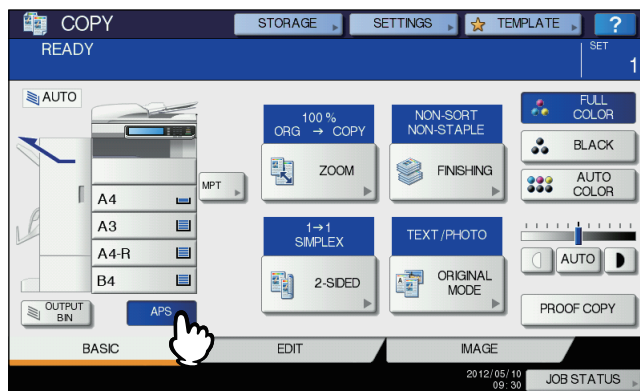 COPY
STORAGE
SETTINGS
TEMPLATE
?
READY
SET
1
AUTO
A4
A3
A4-R
B4
MPT
OUTPUT
BIN
APS
100 %
ORG → COPY
ZOOM
NON-SORT
NON-STAPLE
FINISHING
1→1
SIMPLEX
2-SIDED
TEXT/PHOTO
ORIGINAL
MODE
FULL
COLOR
BLACK
AUTO
COLOR
AUTO
PROOF COPY
BASIC
EDIT
IMAGE
2012/05/10
09:30
JOB STATUS